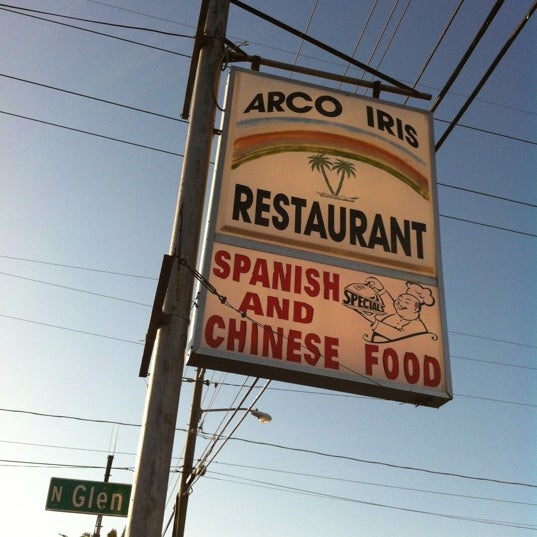 ARCO IRIS
RESTAURANT
SPANISH
AND
CHINESE FOOD
SPECIALS
N Glen